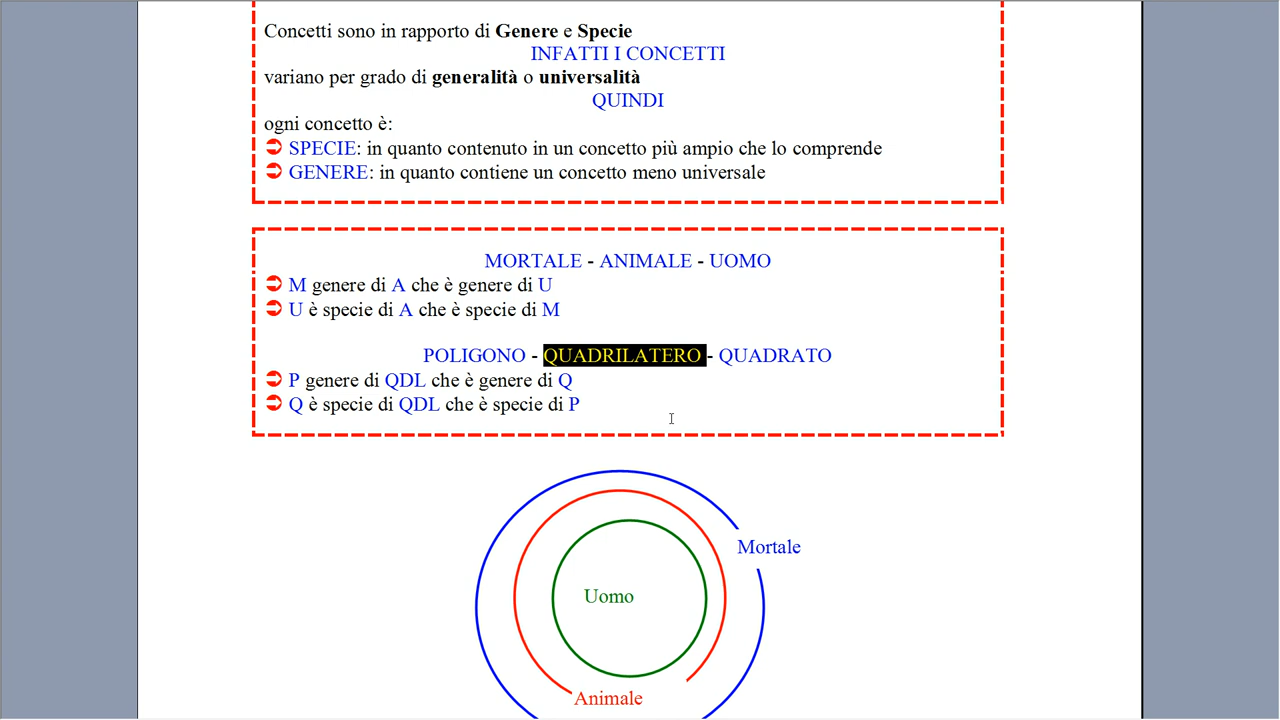 Concetti sono in rapporto di Genere e Specie
INFATTI I CONCETTI
variano per grado di generalità o universalità
QUINDI
ogni concetto è:
➲ SPECIE: in quanto contenuto in un concetto più ampio che lo comprende
➲ GENERE: in quanto contiene un concetto meno universale
MORTALE - ANIMALE - UOMO
➲ M genere di A che è genere di U
➲ U è specie di A che è specie di M
POLIGONO - QUADRILATERO - QUADRATO
➲ P genere di QDL che è genere di Q
➲ Q è specie di QDL che è specie di P
Mortale
Uomo
Animale